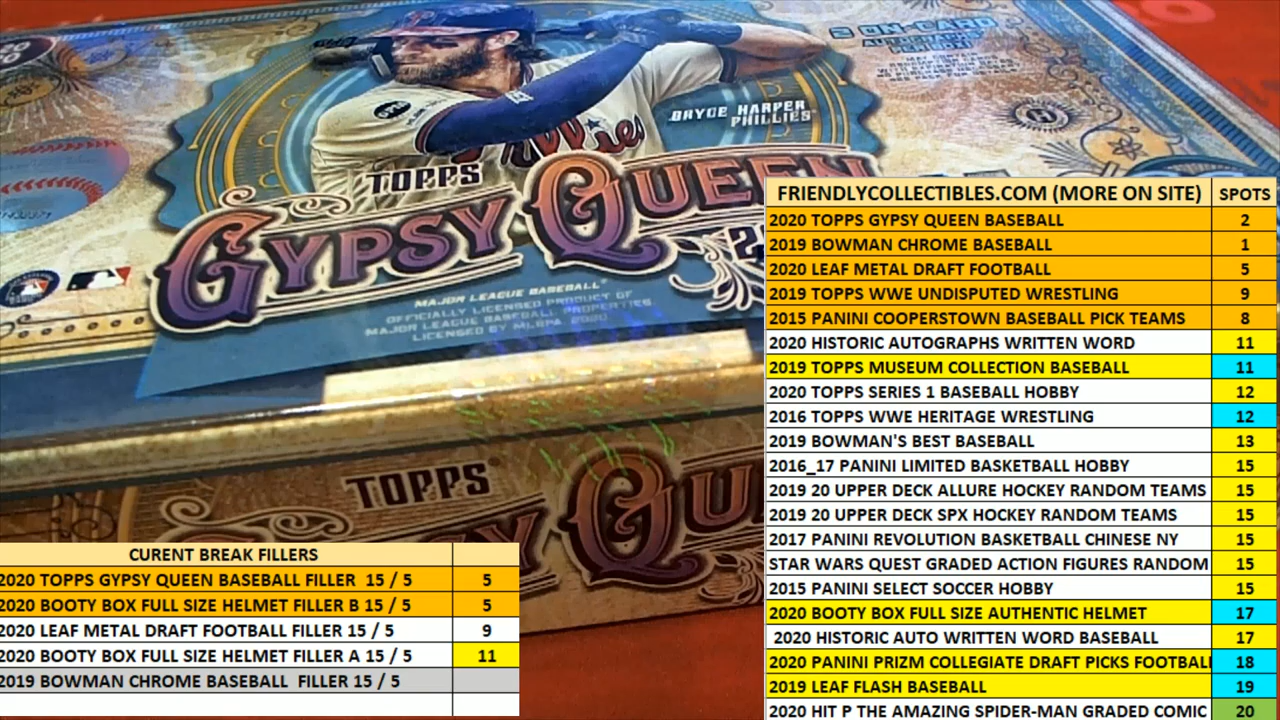 2 ON-CARD
BRYCE HARPER
PHILLIES
Phillies
TOPPS
GYPSY QUEEN
MAJOR LEAGUE BASEBALL
OFFICIALLY LICENSED PRODUCT OF
MAJOR LEAGUE BASEBALL PROPERTIES
LICENSED BY MLBPA 2020
TOPPS
FRIENDLYCOLLECTIBLES.COM (MORE ON SITE) SPOTS
2020 TOPPS GYPSY QUEEN BASEBALL 2
2019 BOWMAN CHROME BASEBALL 1
2020 LEAF METAL DRAFT FOOTBALL 5
2019 TOPPS WWE UNDISPUTED WRESTLING 9
2015 PANINI COOPERSTOWN BASEBALL PICK TEAMS 8
2020 HISTORIC AUTOGRAPHS WRITTEN WORD 11
2019 TOPPS MUSEUM COLLECTION BASEBALL 11
2020 TOPPS SERIES 1 BASEBALL HOBBY 12
2016 TOPPS WWE HERITAGE WRESTLING 12
2019 BOWMAN'S BEST BASEBALL 13
2016_17 PANINI LIMITED BASKETBALL HOBBY 15
2019 20 UPPER DECK ALLURE HOCKEY RANDOM TEAMS 15
2019 20 UPPER DECK SPX HOCKEY RANDOM TEAMS 15
2017 PANINI REVOLUTION BASKETBALL CHINESE NY 15
STAR WARS QUEST GRADED ACTION FIGURES RANDOM 15
2015 PANINI SELECT SOCCER HOBBY 15
2020 BOOTY BOX FULL SIZE AUTHENTIC HELMET 17
2020 HISTORIC AUTO WRITTEN WORD BASEBALL 17
2020 PANINI PRIZM COLLEGIATE DRAFT PICKS FOOTBALL 18
2019 LEAF FLASH BASEBALL 19
2020 HIT P THE AMAZING SPIDER-MAN GRADED COMIC 20
CURENT BREAK FILLERS
2020 TOPPS GYPSY QUEEN BASEBALL FILLER 15 / 5 5
2020 BOOTY BOX FULL SIZE HELMET FILLER B 15 / 5 5
2020 LEAF METAL DRAFT FOOTBALL FILLER 15 / 5 9
2020 BOOTY BOX FULL SIZE HELMET FILLER A 15 / 5 11
2019 BOWMAN CHROME BASEBALL FILLER 15 / 5